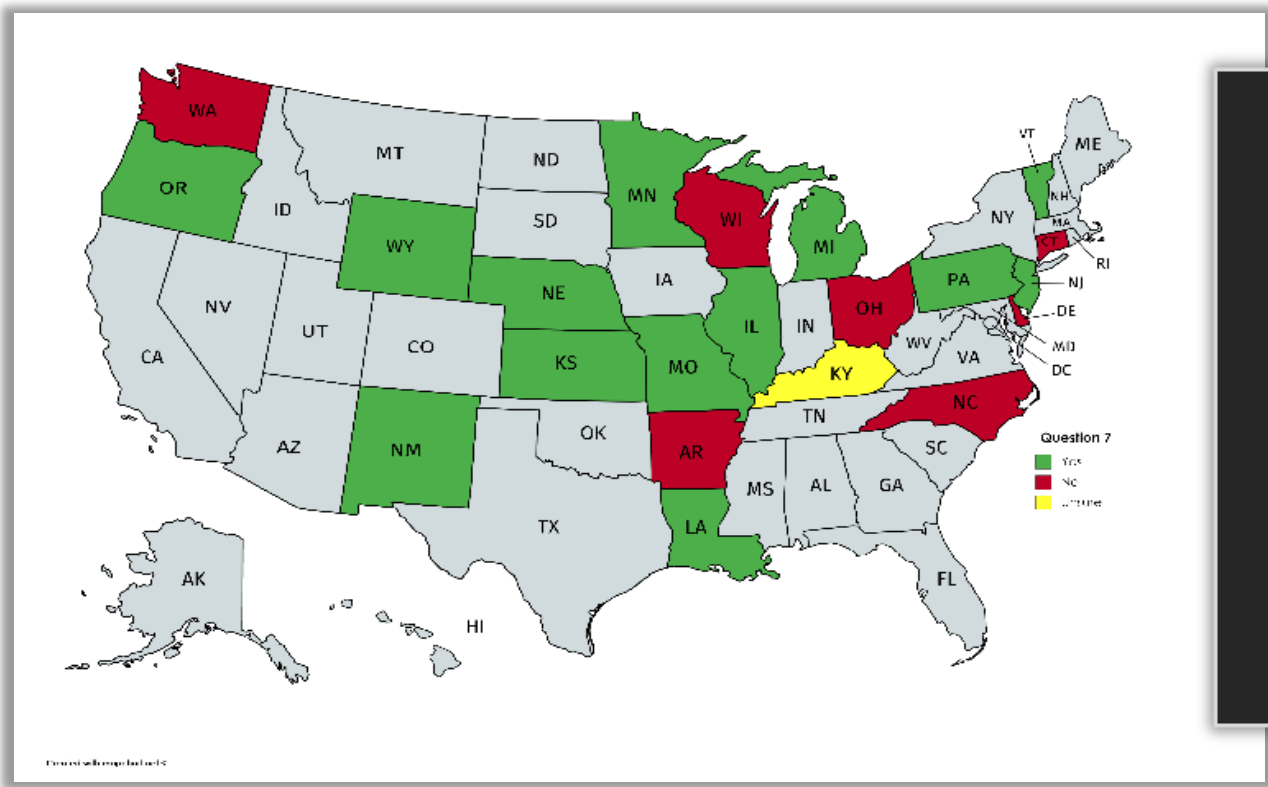 WA
MT
ND
MN
VT
ME
OR
ID
SD
WI
MI
NY
NH
MA
CT
RI
WY
IA
PA
NJ
NE
NV
UT
CO
IL
IN
OH
DE
WV
MD
VA
DC
CA
KS
MO
KY
NC
TN
AZ
NM
OK
AR
SC
MS
AL
GA
TX
LA
FL
AK
HI
Question 7
Yes
No
Unsure